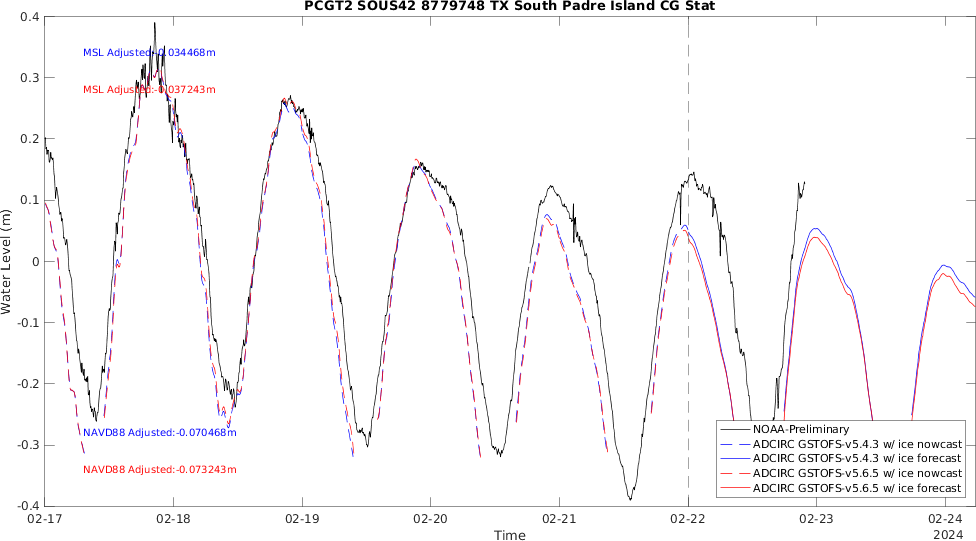 PCGT2 SOUS42 8779748 TX South Padre Island CG Stat
0.4
0.3
0.2
0.1
0
-0.1
-0.2
-0.3
-0.4
Water Level (m)
MSL Adjusted:-0.034468m
MSL Adjusted:-0.037243m
NAVD88 Adjusted:-0.070468m
NAVD88 Adjusted:-0.073243m
NOAA-Preliminary
ADCIRC GSTOFS-v5.4.3 w/ ice nowcast
ADCIRC GSTOFS-v5.4.3 w/ ice forecast
ADCIRC GSTOFS-v5.6.5 w/ ice nowcast
ADCIRC GSTOFS-v5.6.5 w/ ice forecast
02-17 02-18 02-19 02-20 02-21 02-22 02-23 02-24
Time
2024